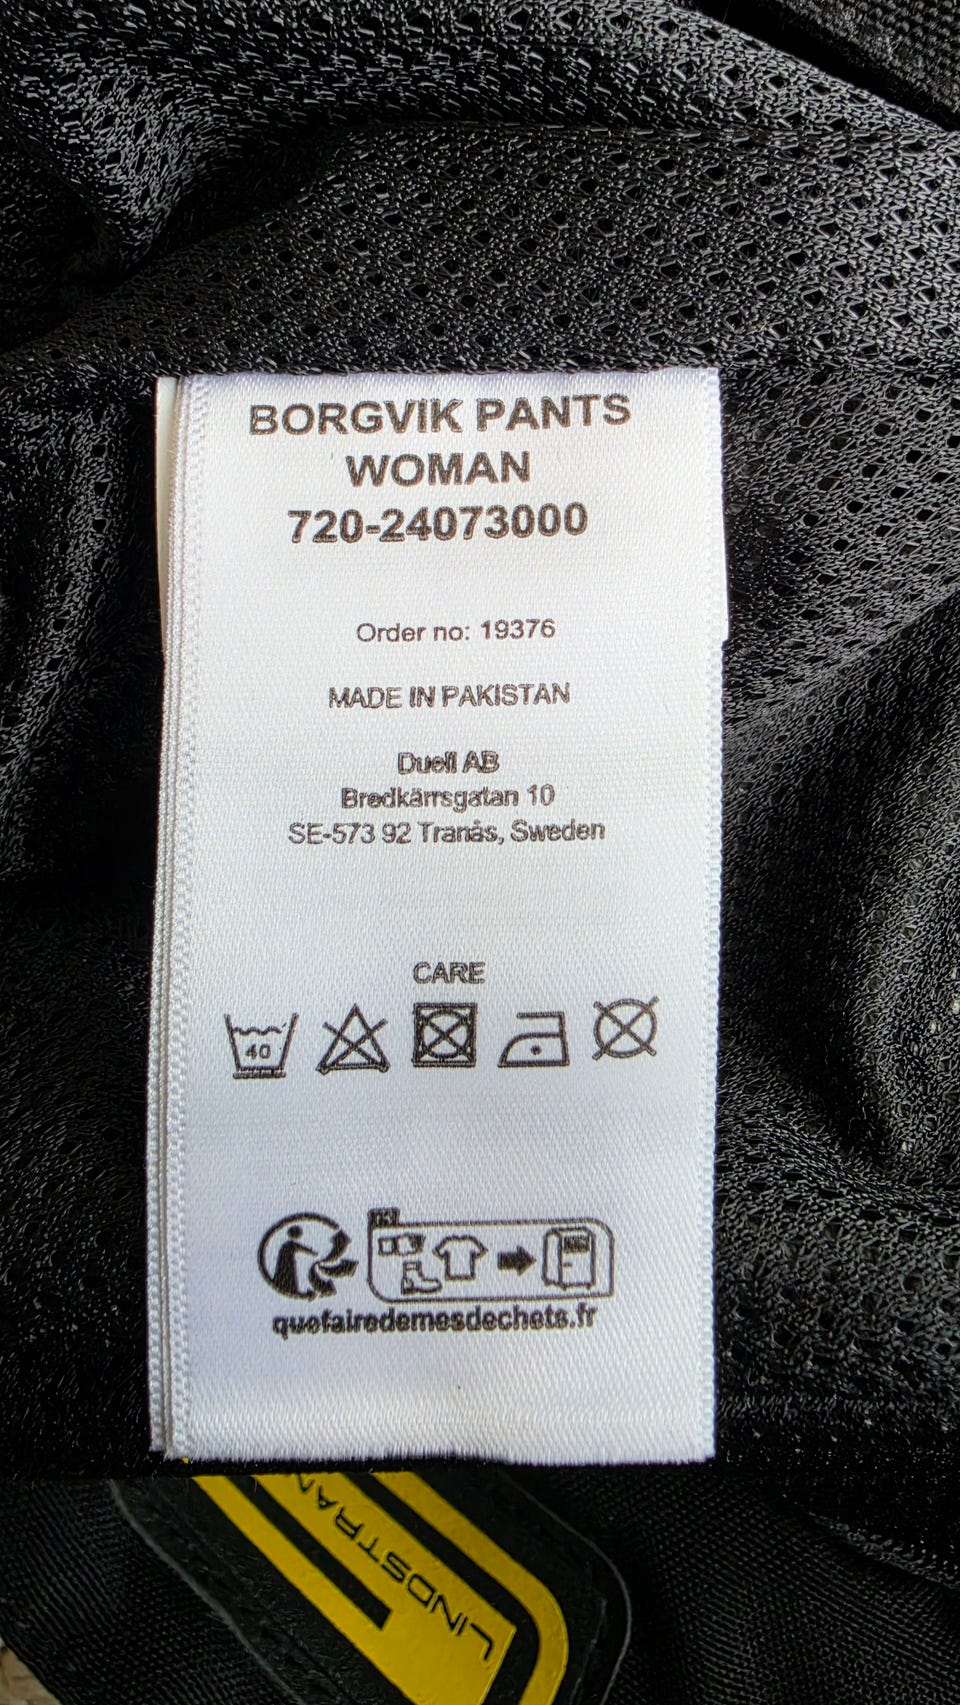 BORGVIK PANTS
WOMAN
720-24073000
Order no: 19376
MADE IN PAKISTAN
Duell AB
Bredkärrsgatan 10
SE-573 92 Tranås, Sweden
CARE
40
FR
quefairedemesdechets.fr
LINDSTRAN